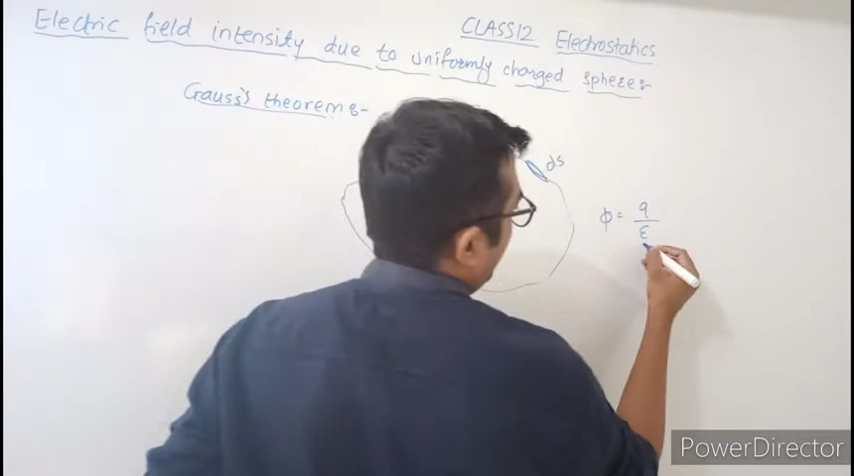 CLASS12 Electrostatics
Electric field intensity due to uniformly charged sphere:-
Gauss's theorem:-
ds
ϕ = q/ε
PowerDirector